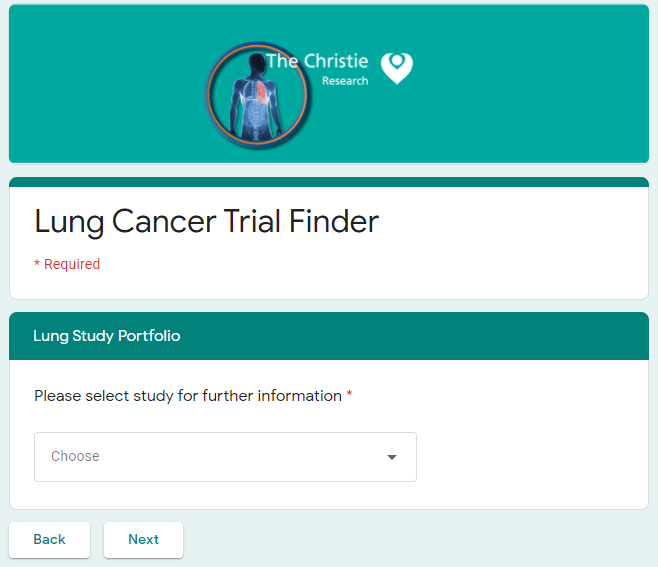 The Christie
Research
Lung Cancer Trial Finder
* Required
Lung Study Portfolio
Please select study for further information *
Choose
Back
Next